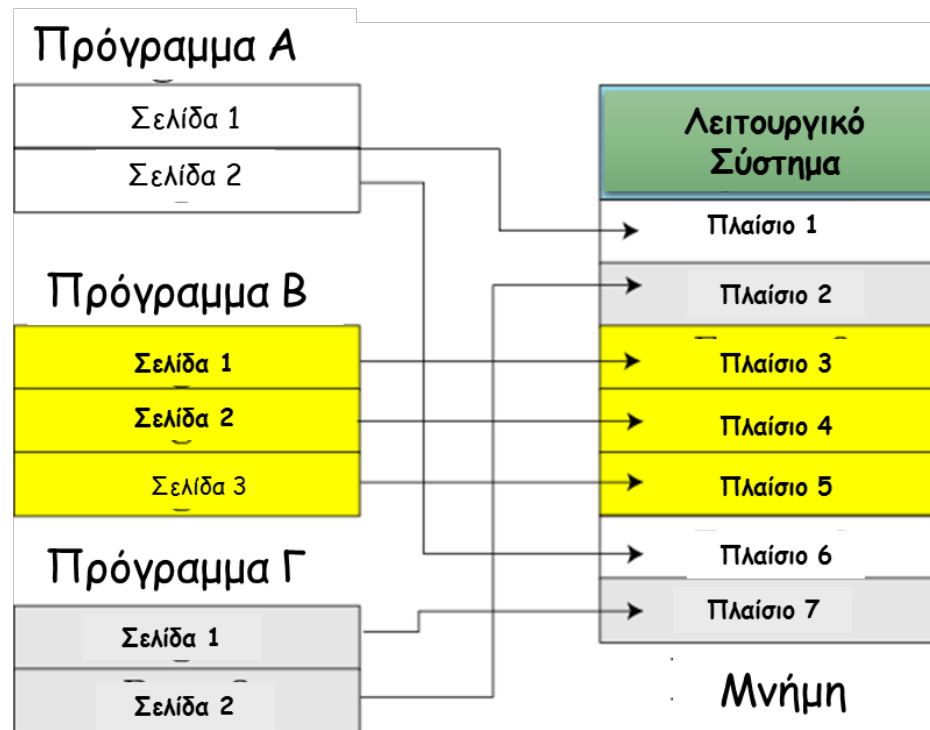 Πρόγραμμα Α
Σελίδα 1
Σελίδα 2
Πρόγραμμα Β
Σελίδα 1
Σελίδα 2
Σελίδα 3
Πρόγραμμα Γ
Σελίδα 1
Σελίδα 2
Λειτουργικό
Σύστημα
Πλαίσιο 1
Πλαίσιο 2
Πλαίσιο 3
Πλαίσιο 4
Πλαίσιο 5
Πλαίσιο 6
Πλαίσιο 7
Μνήμη